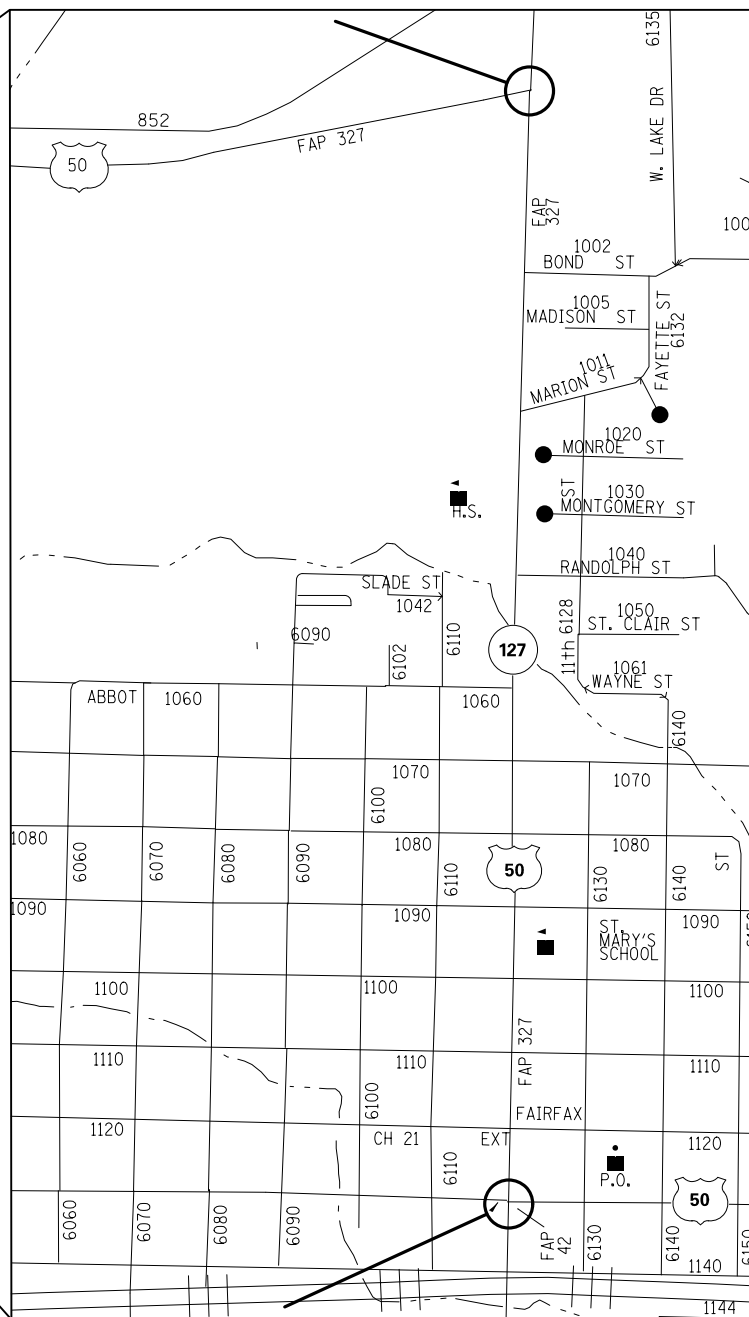 6135
852
FAP 327
50
W. LAKE DR
FAP
327
100
1002
BOND ST
1005
MADISON ST
FAYETTE ST
6132
1011
MARION ST
1020
MONROE ST
ST
1030
MONTGOMERY ST
H.S.
1040
RANDOLPH ST
SLADE ST
1042
6090
6102
6110
127
11th 6128
1050
ST. CLAIR ST
1061
WAYNE ST
ABBOT 1060
1060
6140
1070
1070
6100
1080
6060
6070
6080
6090
1080
6110
50
6130
1080
6140
ST
1090
1090
ST.
MARY'S
SCHOOL
1090
6150
1100
1100
1100
FAP 327
1110
1110
1110
6100
FAIRFAX
1120
CH 21 EXT
1120
6110
P.O.
50
6060
6070
6080
6090
FAP
42
6130
6140
6150
1140
1144